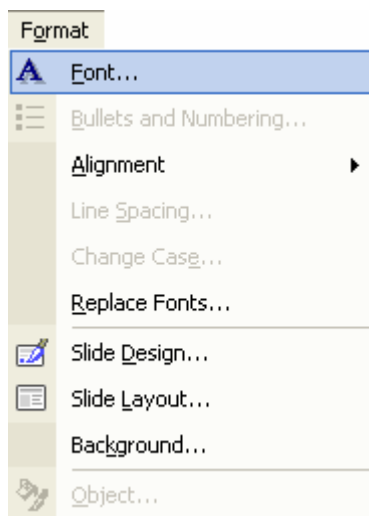 Format
Font...
Bullets and Numbering...
Alignment
Line Spacing...
Change Case...
Replace Fonts...
Slide Design...
Slide Layout...
Background...
Object...